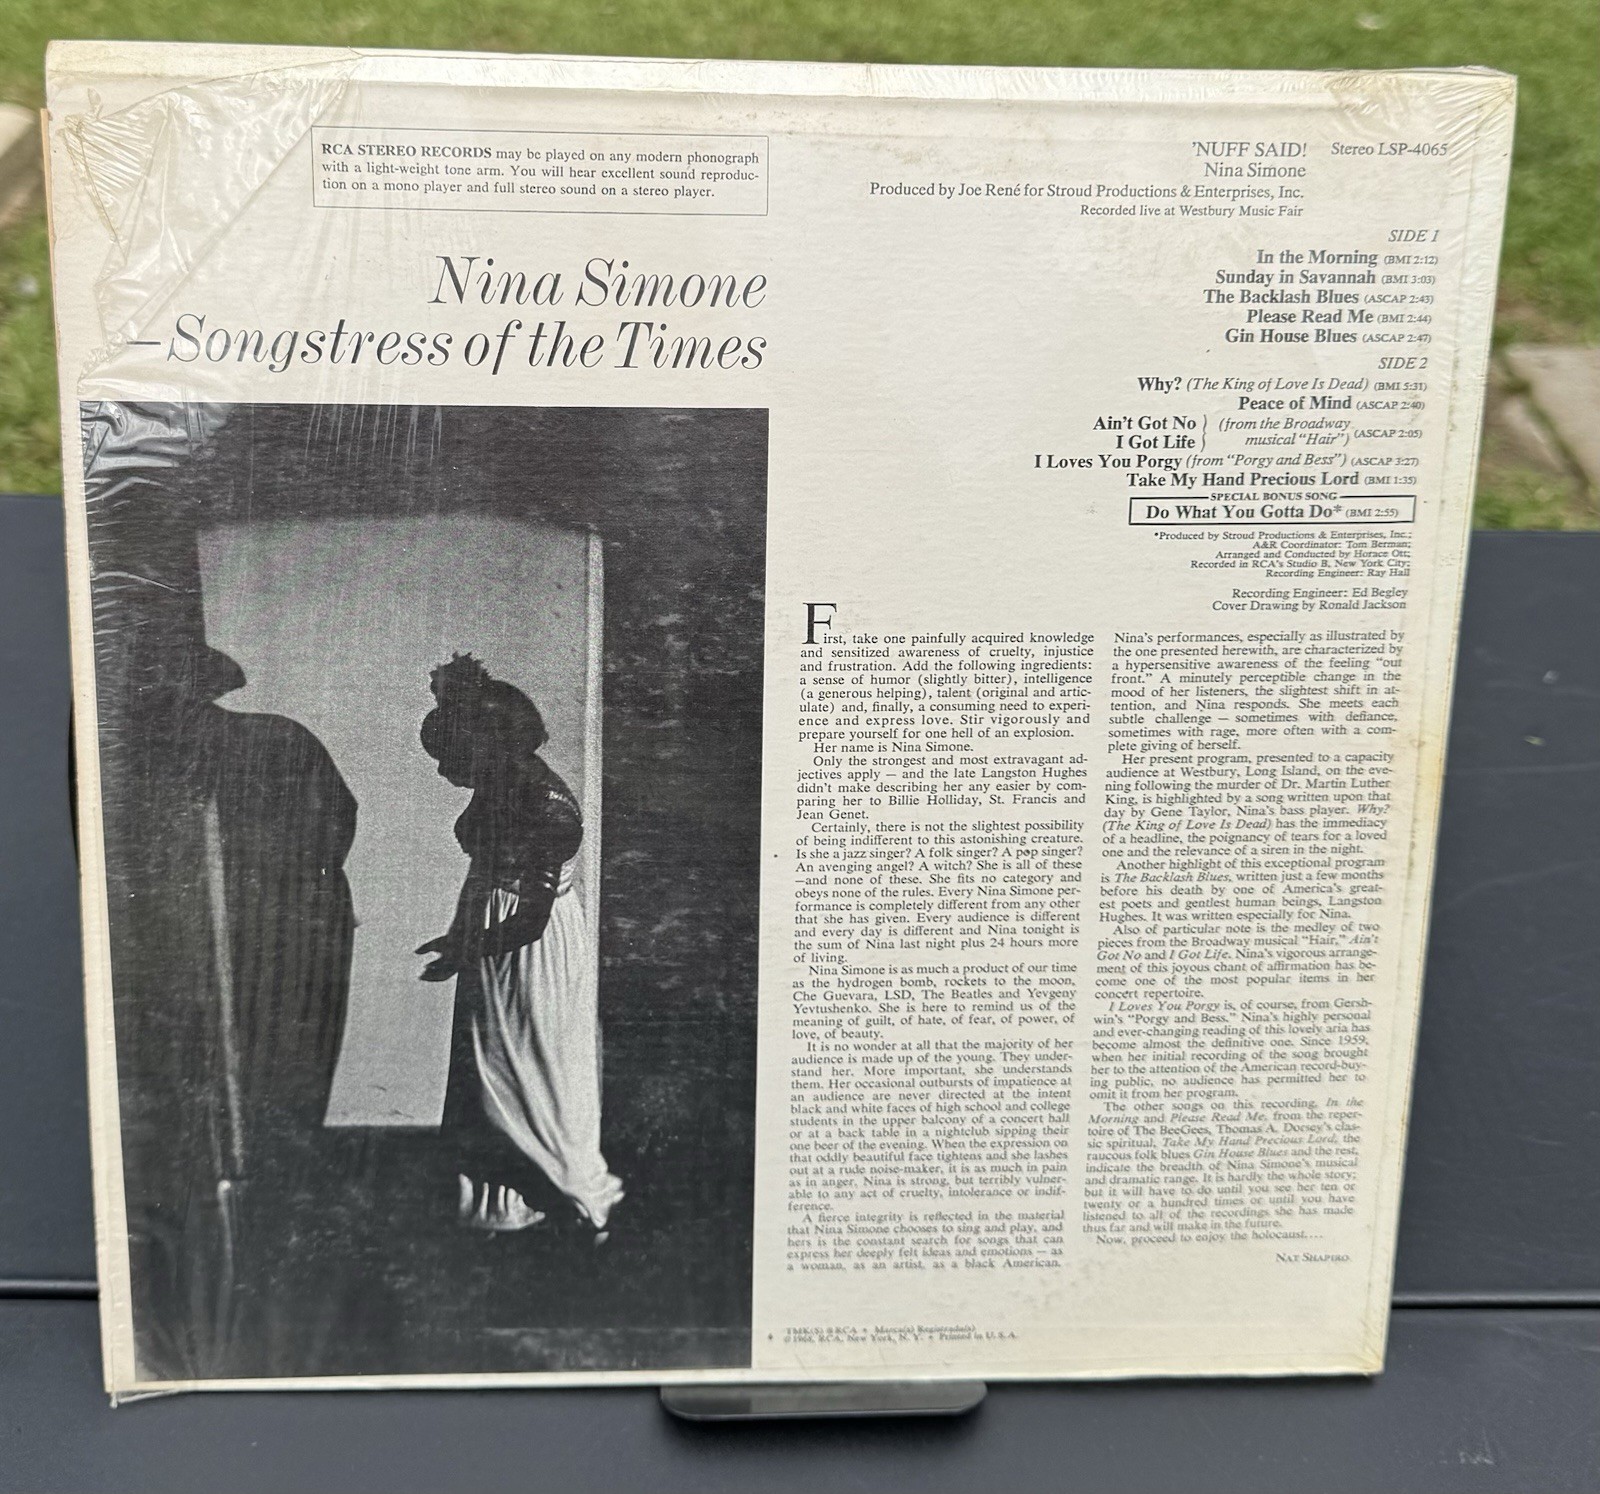 RCA STEREO RECORDS may be played on any modern phonograph
with a light-weight tone arm. You will hear excellent sound reproduc-
tion on a mono player and full stereo sound on a stereo player.
Nina Simone
—Songstress of the Times
'NUFF SAID! Stereo LSP-4065
Nina Simone
Produced by Joe René for Stroud Productions & Enterprises, Inc.
Recorded live at Westbury Music Fair
SIDE 1
In the Morning (BMI 2:12)
Sunday in Savannah (BMI 3:03)
The Backlash Blues (ASCAP 2:43)
Please Read Me (BMI 2:44)
Gin House Blues (ASCAP 2:47)
SIDE 2
Why? (The King of Love Is Dead) (BMI 5:31)
Peace of Mind (ASCAP 2:40)
Ain't Got No } (from the Broadway
I Got Life } musical "Hair") (ASCAP 2:05)
I Loves You Porgy (from "Porgy and Bess") (ASCAP 3:27)
Take My Hand Precious Lord (BMI 1:35)
SPECIAL BONUS SONG
Do What You Gotta Do* (BMI 2:55)
*Produced by Stroud Productions & Enterprises, Inc.;
A&R Coordinator: Tom Berman;
Arranged and Conducted by Horace Ott;
Recorded in RCA's Studio B, New York City;
Recording Engineer: Ray Hall
Recording Engineer: Ed Begley
Cover Drawing by Ronald Jackson
First, take one painfully acquired knowledge
and sensitized awareness of cruelty, injustice
and frustration. Add the following ingredients:
a sense of humor (slightly bitter), intelligence
(a generous helping), talent (original and artic-
ulate) and, finally, a consuming need to experi-
ence and express love. Stir vigorously and
prepare yourself for one hell of an explosion.
Her name is Nina Simone.
Only the strongest and most extravagant ad-
jectives apply — and the late Langston Hughes
didn't make describing her any easier by com-
paring her to Billie Holliday, St. Francis and
Jean Genet.
Certainly, there is not the slightest possibility
of being indifferent to this astonishing creature.
Is she a jazz singer? A folk singer? A pop singer?
An avenging angel? A witch? She is all of these
—and none of these. She fits no category and
obeys none of the rules. Every Nina Simone per-
formance is completely different from any other
that she has given. Every audience is different
and every day is different and Nina tonight is
the sum of Nina last night plus 24 hours more
of living.
Nina Simone is as much a product of our time
as the hydrogen bomb, rockets to the moon,
Che Guevara, LSD, The Beatles and Yevgeny
Yevtushenko. She is here to remind us of the
meaning of guilt, of hate, of fear, of power, of
love, of beauty.
It is no wonder at all that the majority of her
audience is made up of the young. They under-
stand her. More important, she understands
them. Her occasional outbursts of impatience at
an audience are never directed at the intent
black and white faces of high school and college
students in the upper balcony of a concert hall
or at a back table in a nightclub sipping their
one beer of the evening. When the expression on
that oddly beautiful face tightens and she lashes
out at a rude noise-maker, it is as much in pain
as in anger. Nina is strong, but terribly vulner-
able to any act of cruelty, intolerance or indif-
ference.
A fierce integrity is reflected in the material
that Nina Simone chooses to sing and play, and
hers is the constant search for songs that can
express her deeply felt ideas and emotions — as
a woman, as an artist, as a black American.
Nina's performances, especially as illustrated by
the one presented herewith, are characterized by
a hypersensitive awareness of the feeling "out
front." A minutely perceptible change in the
mood of her listeners, the slightest shift in at-
tention, and Nina responds. She meets each
subtle challenge — sometimes with defiance,
sometimes with rage, more often with a com-
plete giving of herself.
Her present program, presented to a capacity
audience at Westbury, Long Island, on the eve-
ning following the murder of Dr. Martin Luther
King, is highlighted by a song written upon that
day by Gene Taylor, Nina's bass player. Why?
(The King of Love Is Dead) has the immediacy
of a headline, the poignancy of tears for a loved
one and the relevance of a siren in the night.
Another highlight of this exceptional program
is The Backlash Blues, written just a few months
before his death by one of America's great-
est poets and gentlest human beings, Langston
Hughes. It was written especially for Nina.
Also of particular note is the medley of two
pieces from the Broadway musical "Hair," Ain't
Got No and I Got Life. Nina's vigorous arrange-
ment of this joyous chant of affirmation has be-
come one of the most popular items in her
concert repertoire.
I Loves You Porgy is, of course, from Gersh-
win's "Porgy and Bess." Nina's highly personal
and ever-changing reading of this lovely aria has
become almost the definitive one. Since 1959,
when her initial recording of the song brought
her to the attention of the American record-buy-
ing public, no audience has permitted her to
omit it from her program.
The other songs on this recording, In the
Morning and Please Read Me, from the reper-
toire of The BeeGees, Thomas A. Dorsey's clas-
sic spiritual, Take My Hand Precious Lord, the
raucous folk blues Gin House Blues and the rest,
indicate the breadth of Nina Simone's musical
and dramatic range. It is hardly the whole story;
but it will have to do until you see her ten or
twenty or a hundred times or until you have
listened to all of the recordings she has made
thus far and will make in the future.
Now, proceed to enjoy the holocaust....
NAT SHAPIRO
TMK(S) ® RCA • Marca(s) Registrada(s)
© 1968, RCA, New York, N. Y. • Printed in U. S. A.